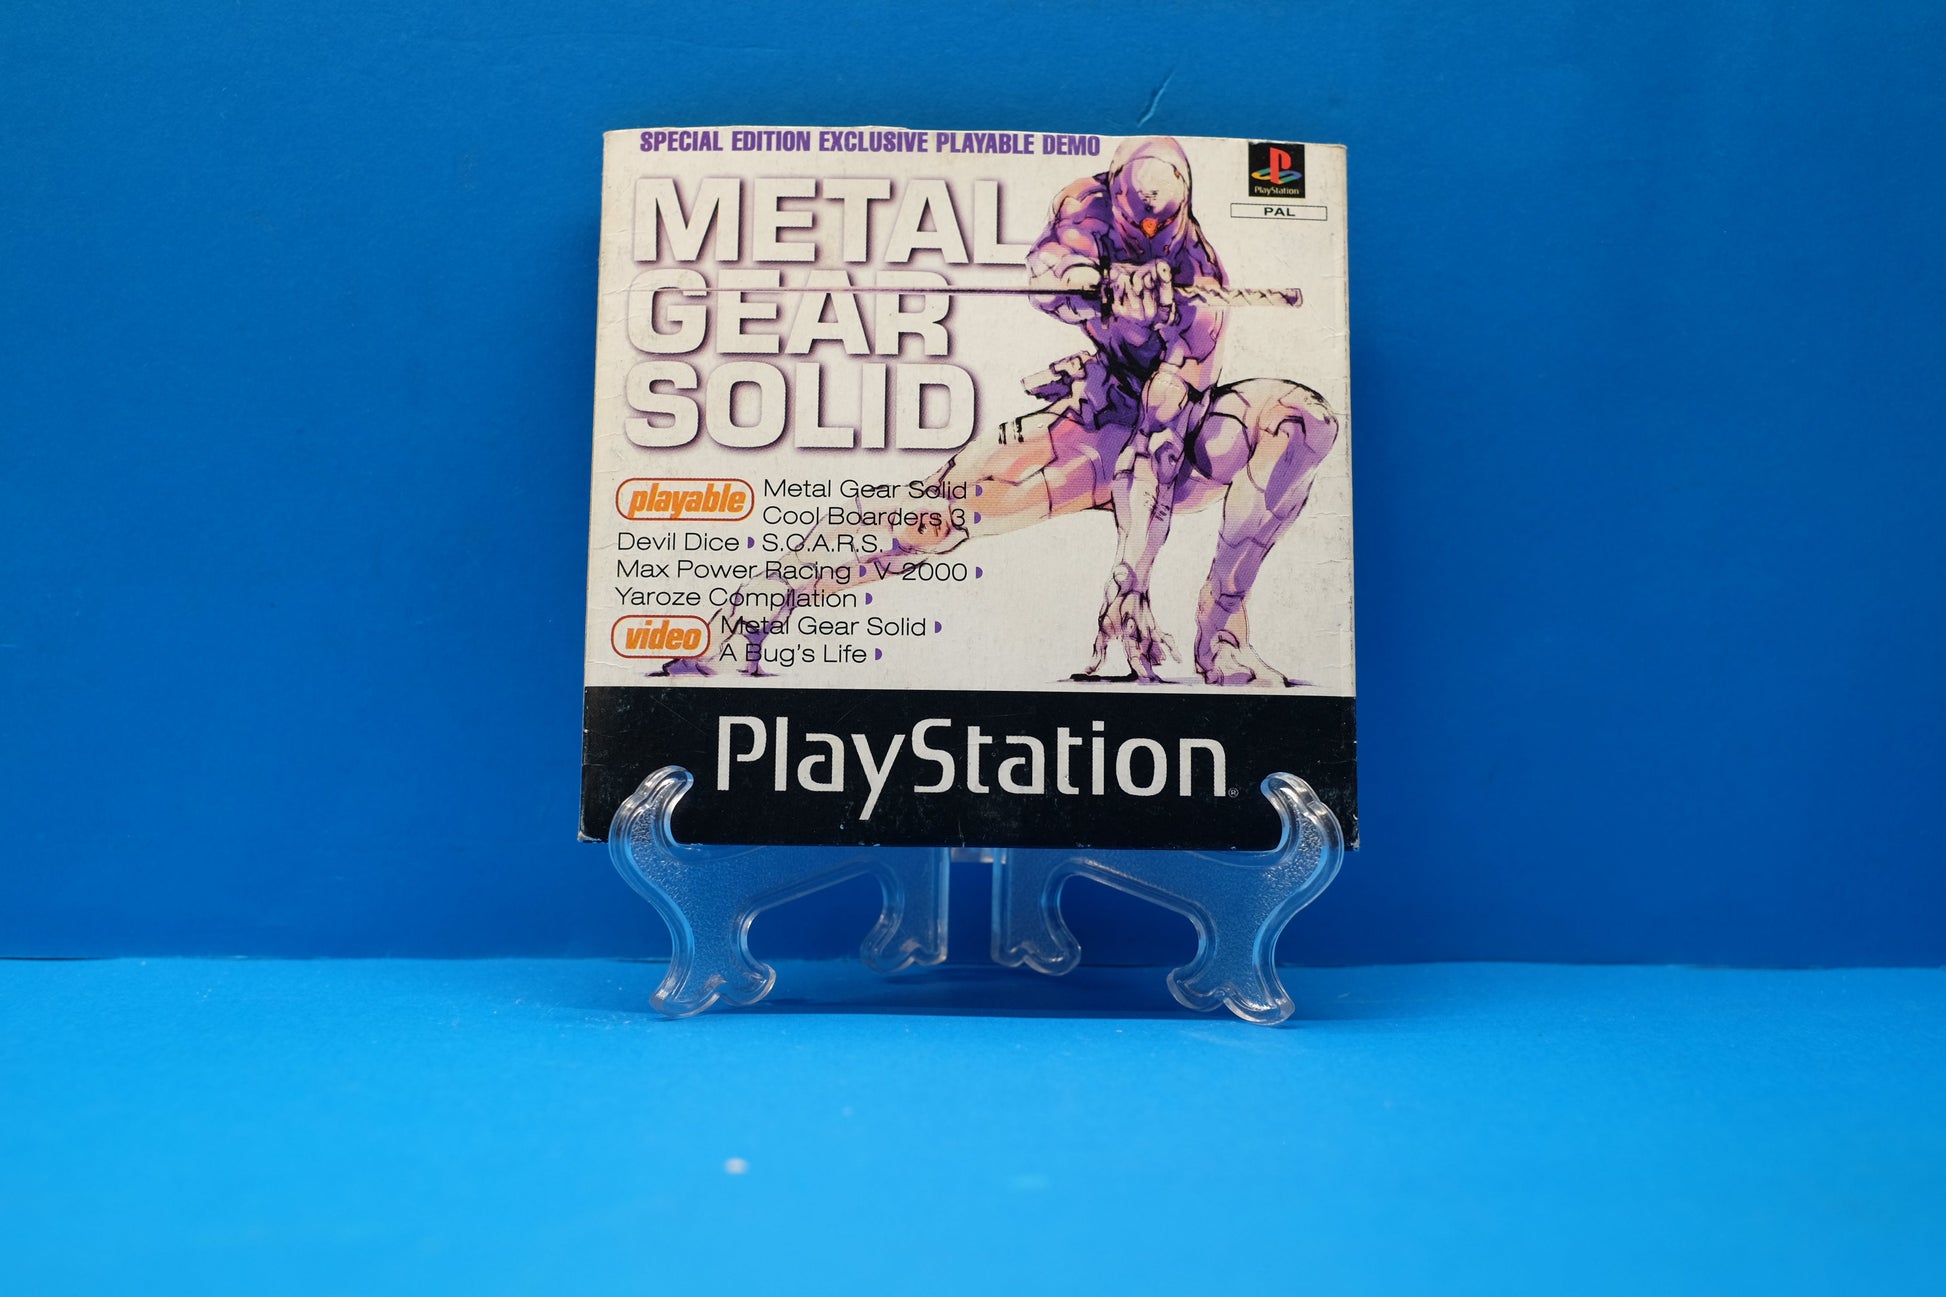 SPECIAL EDITION EXCLUSIVE PLAYABLE DEMO
METAL
GEAR
SOLID
PlayStation
PAL
playable Metal Gear Solid
Cool Boarders 3
Devil Dice S.C.A.R.S.
Max Power Racing V-2000
Yaroze Compilation
video Metal Gear Solid
A Bug's Life
PlayStation®